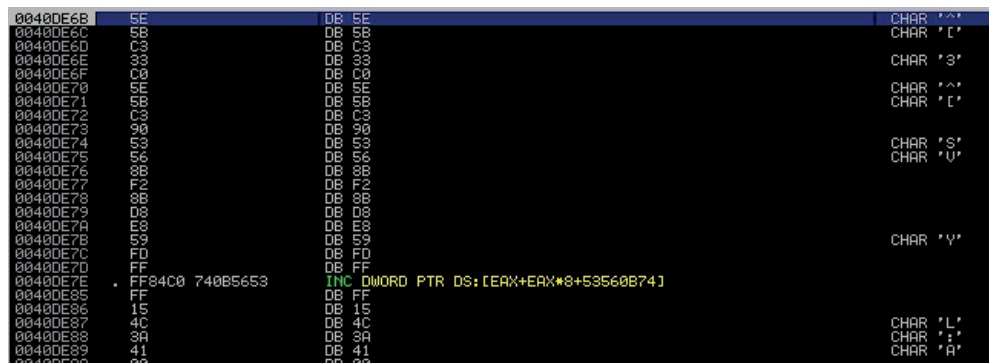 0040DE6B 5E DB 5E CHAR '^'
0040DE6C 5B DB 5B CHAR '['
0040DE6D C3 DB C3
0040DE6E 33 DB 33 CHAR '3'
0040DE6F C0 DB C0
0040DE70 5E DB 5E CHAR '^'
0040DE71 5B DB 5B CHAR '['
0040DE72 C3 DB C3
0040DE73 90 DB 90
0040DE74 53 DB 53 CHAR 'S'
0040DE75 56 DB 56 CHAR 'V'
0040DE76 8B DB 8B
0040DE77 F2 DB F2
0040DE78 8B DB 8B
0040DE79 D8 DB D8
0040DE7A E8 DB E8
0040DE7B 59 DB 59 CHAR 'Y'
0040DE7C FD DB FD
0040DE7D FF DB FF
0040DE7E . FF84C0 740B5653 INC DWORD PTR DS:[EAX+EAX*8+53560B74]
0040DE85 FF DB FF
0040DE86 15 DB 15
0040DE87 4C DB 4C CHAR 'L'
0040DE88 3A DB 3A CHAR ':'
0040DE89 41 DB 41 CHAR 'A'